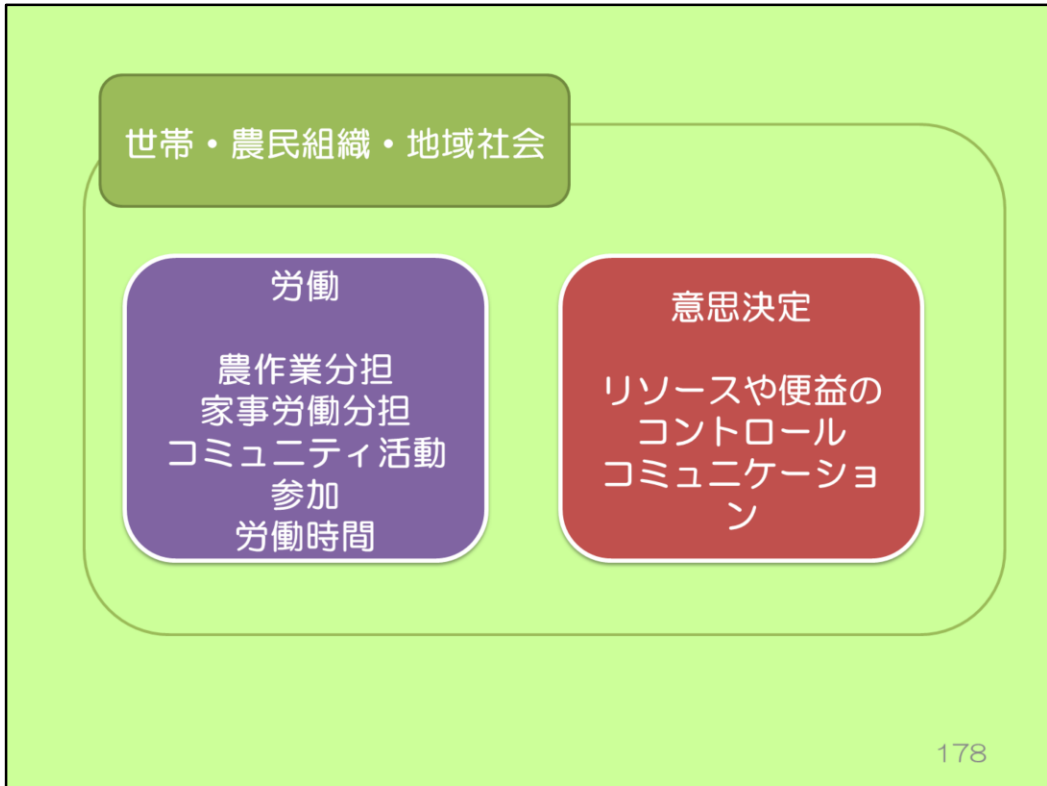 世帯・農民組織・地域社会
労働
農作業分担
家事労働分担
コミュニティ活動
参加
労働時間
意思決定
リソースや便益の
コントロール
コミュニケーショ
ン
178